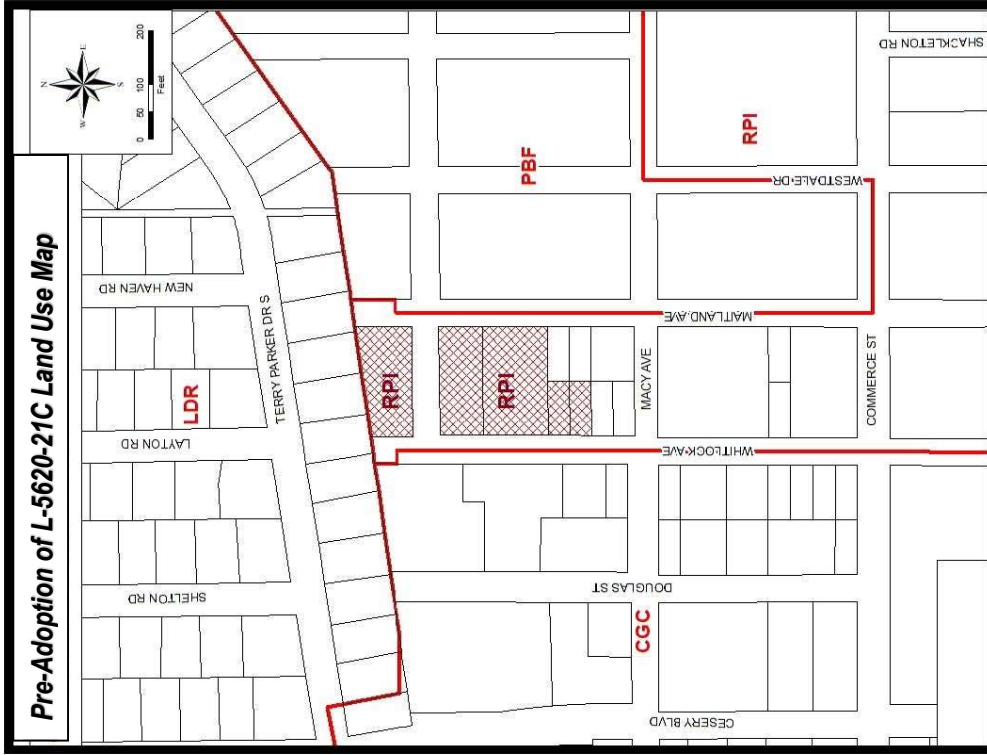 Pre-Adoption of L-5620-21C Land Use Map
N
W
E
S
0
50
100
200
Feet
NEW HAVEN RD
LDR
TERRY PARKER DR S
LAYTON RD
SHELTON RD
SHACKLETON RD
PBF
RPI
WESTDALE DR
MAITLAND AVE
RPI
RPI
MACY AVE
COMMERCE ST
WHITLOCK AVE
DOUGLAS ST
CGC
CESERY BLVD